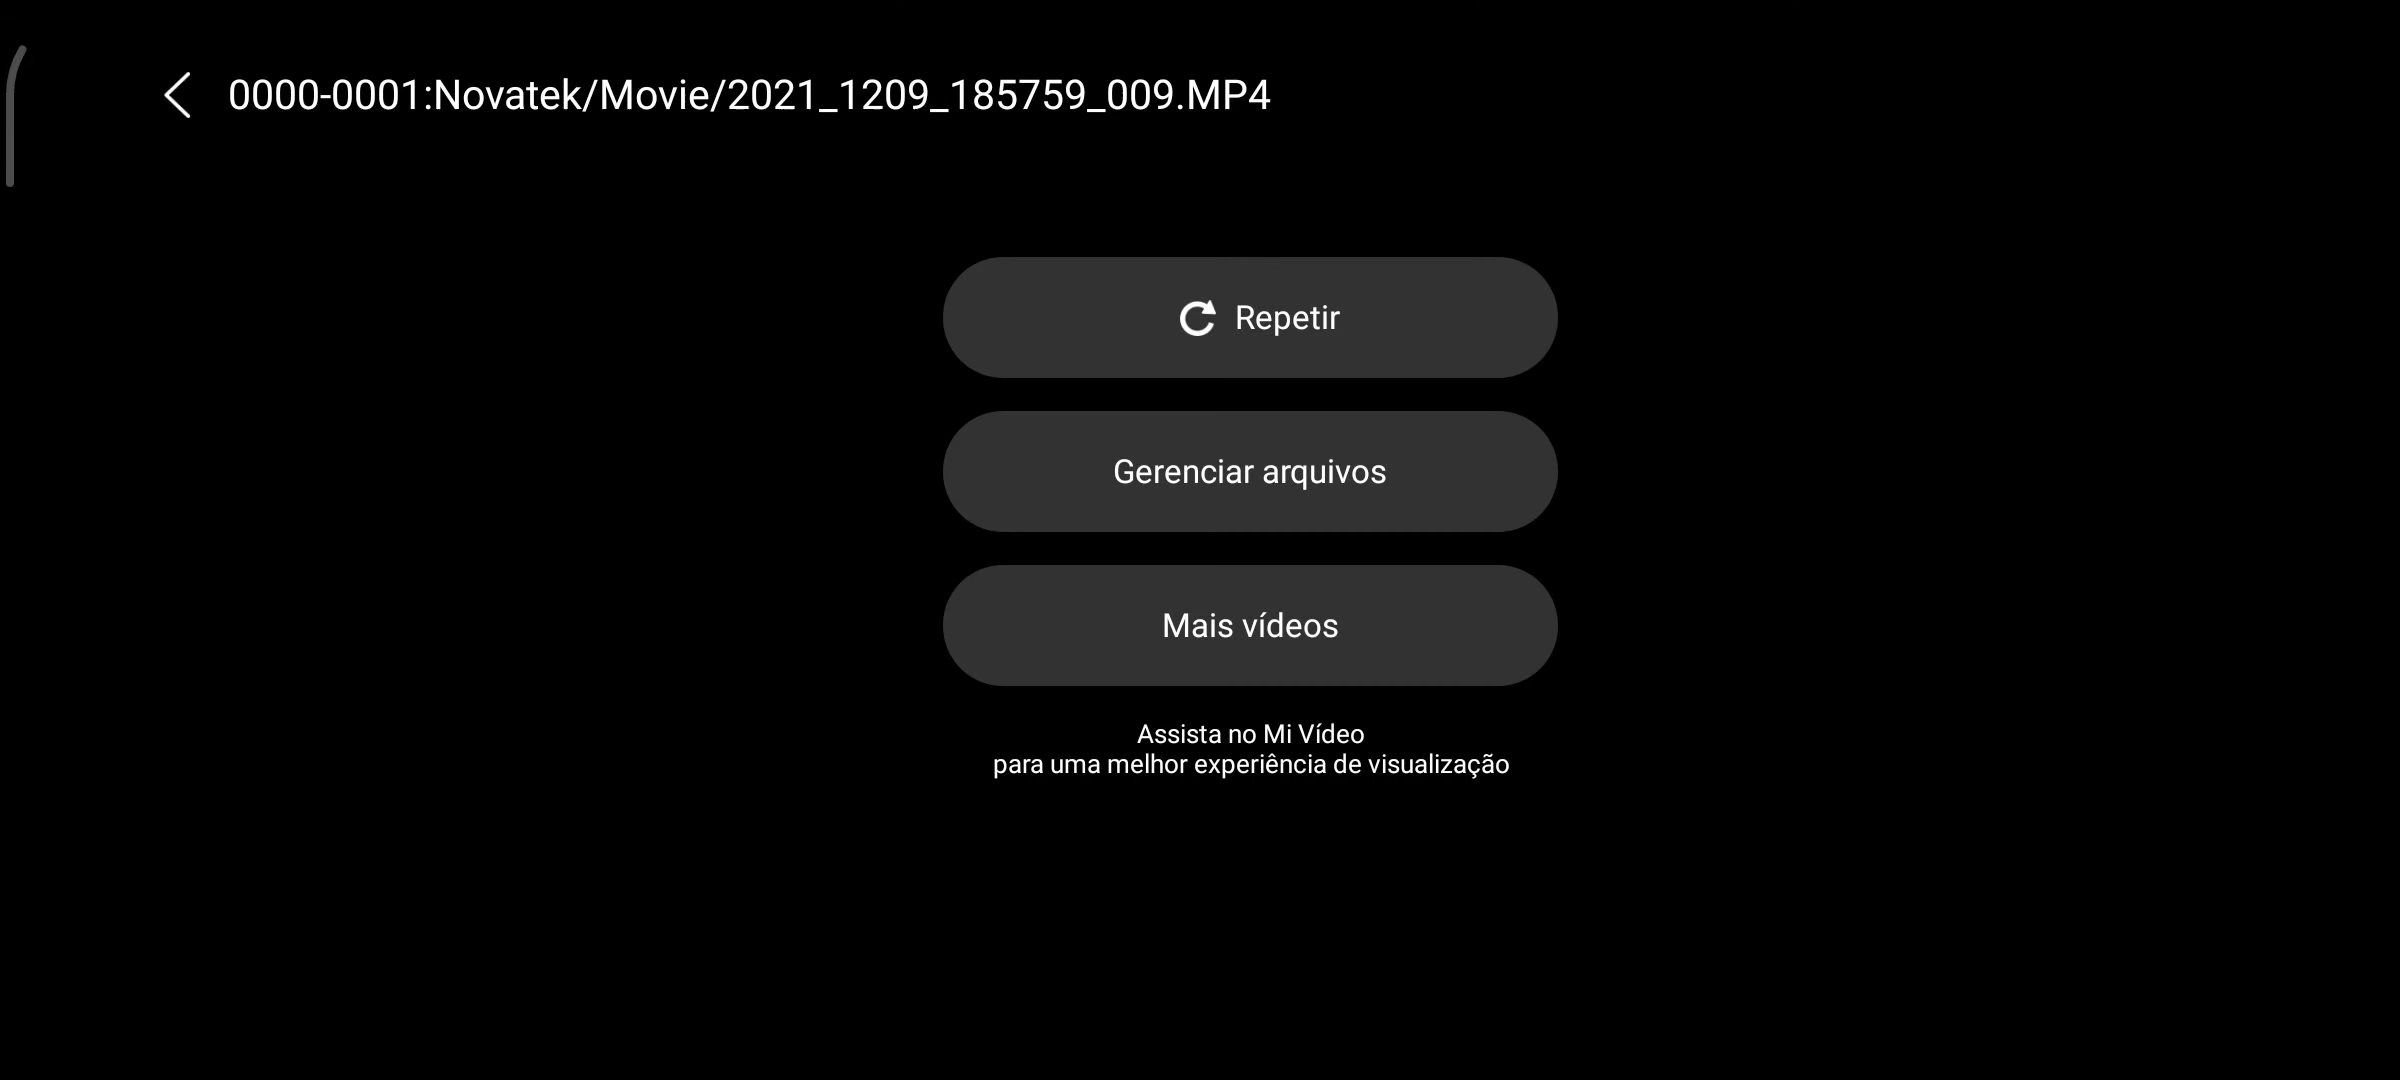 0000-0001:Novatek/Movie/2021_1209_185759_009.MP4
Repetir
Gerenciar arquivos
Mais vídeos
Assista no Mi Vídeo
para uma melhor experiência de visualização